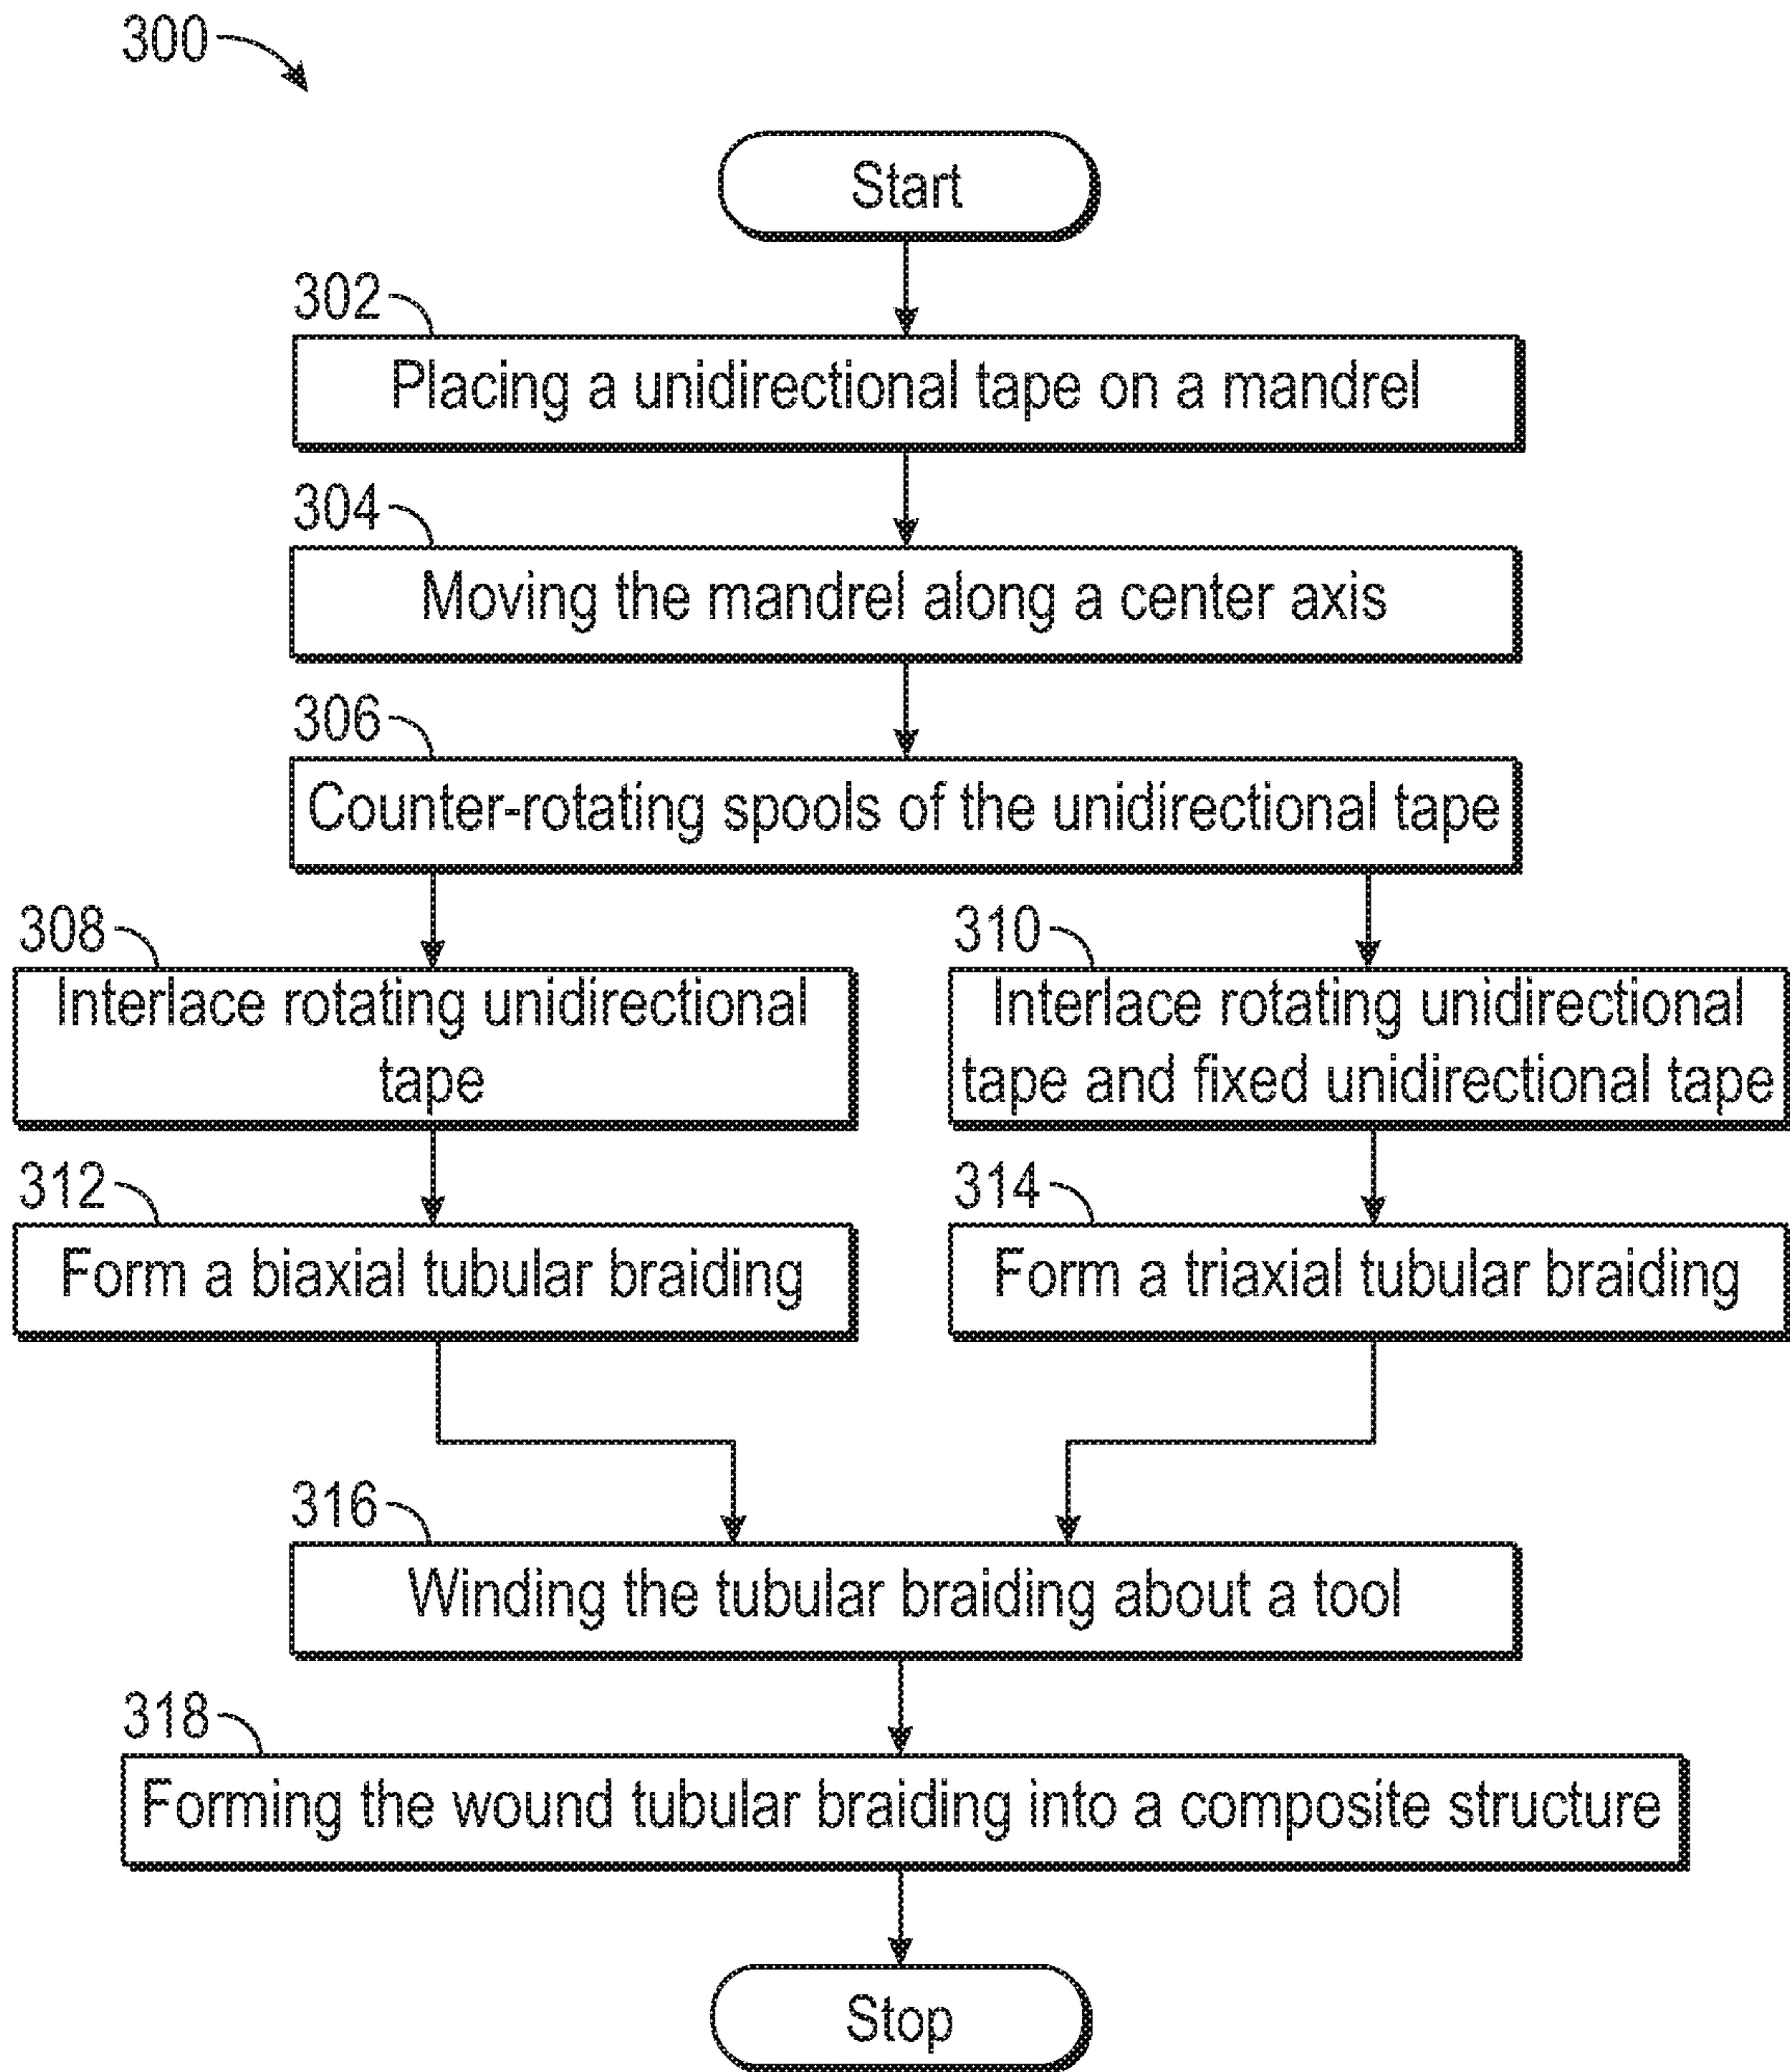 300
Start
302
Placing a unidirectional tape on a mandrel
304
Moving the mandrel along a center axis
306
Counter-rotating spools of the unidirectional tape
308
Interlace rotating unidirectional
tape
310
Interlace rotating unidirectional
tape and fixed unidirectional tape
312
Form a biaxial tubular braiding
314
Form a triaxial tubular braiding
316
Winding the tubular braiding about a tool
318
Forming the wound tubular braiding into a composite structure
Stop